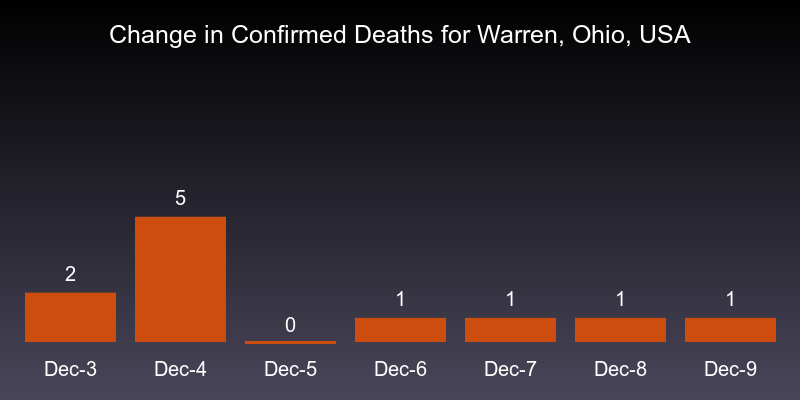 Change in Confirmed Deaths for Warren, Ohio, USA
2
5
0
1
1
1
1
Dec-3
Dec-4
Dec-5
Dec-6
Dec-7
Dec-8
Dec-9